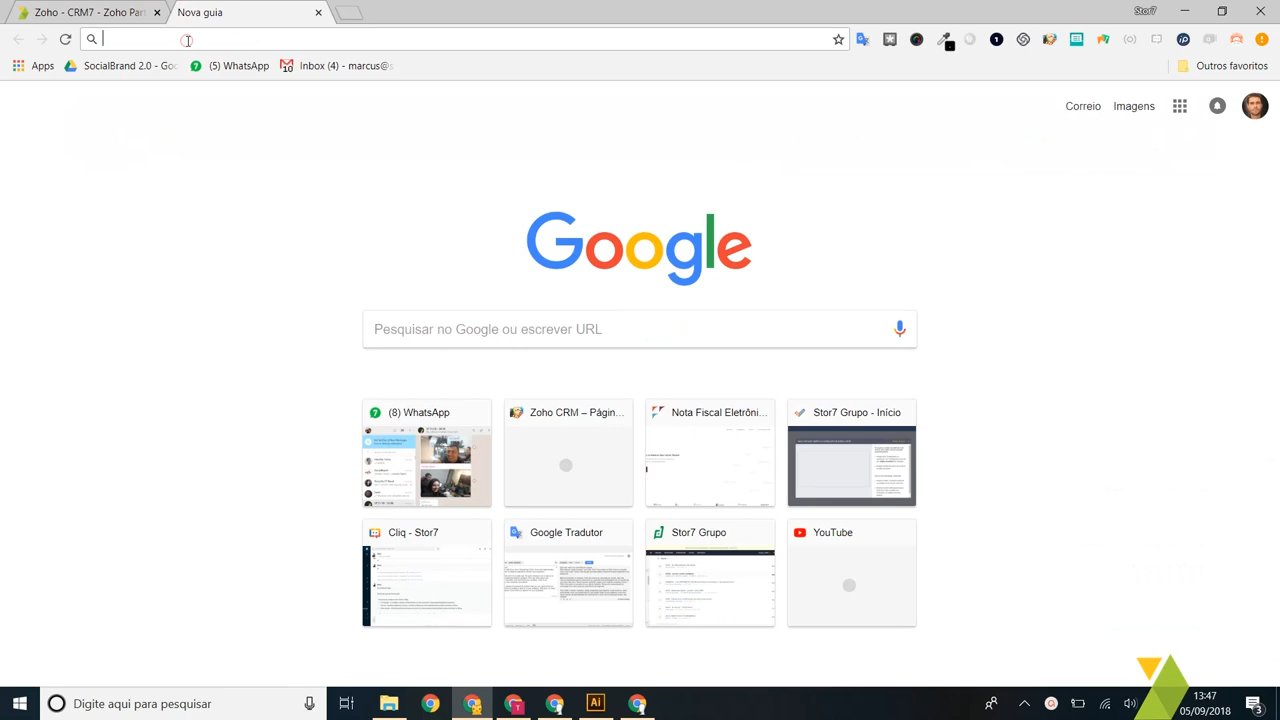 Zoho - CRM7 - Zoho Part
Nova guia
Stor7
Apps
SocialBrand 2.0 - Goo
(5) WhatsApp
Inbox (4) - marcus@s
Outros favoritos
Correio
Imagens
Google
Pesquisar no Google ou escrever URL
(8) WhatsApp
Zoho CRM – Págin...
Nota Fiscal Eletrôni...
Stor7 Grupo - Início
Cliq - Stor7
Google Tradutor
Stor7 Grupo
YouTube
Digite aqui para pesquisar
Ai
13:47
05/09/2018